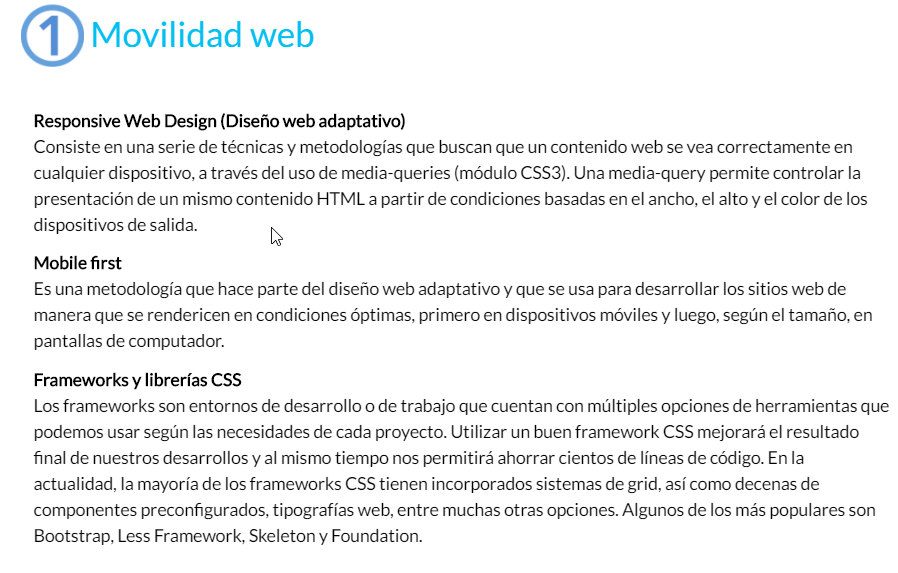 1 Movilidad web
Responsive Web Design (Diseño web adaptativo)
Consiste en una serie de técnicas y metodologías que buscan que un contenido web se vea correctamente en
cualquier dispositivo, a través del uso de media-queries (módulo CSS3). Una media-query permite controlar la
presentación de un mismo contenido HTML a partir de condiciones basadas en el ancho, el alto y el color de los
dispositivos de salida.
Mobile first
Es una metodología que hace parte del diseño web adaptativo y que se usa para desarrollar los sitios web de
manera que se rendericen en condiciones óptimas, primero en dispositivos móviles y luego, según el tamaño, en
pantallas de computador.
Frameworks y librerías CSS
Los frameworks son entornos de desarrollo o de trabajo que cuentan con múltiples opciones de herramientas que
podemos usar según las necesidades de cada proyecto. Utilizar un buen framework CSS mejorará el resultado
final de nuestros desarrollos y al mismo tiempo nos permitirá ahorrar cientos de líneas de código. En la
actualidad, la mayoría de los frameworks CSS tienen incorporados sistemas de grid, así como decenas de
componentes preconfigurados, tipografías web, entre muchas otras opciones. Algunos de los más populares son
Bootstrap, Less Framework, Skeleton y Foundation.